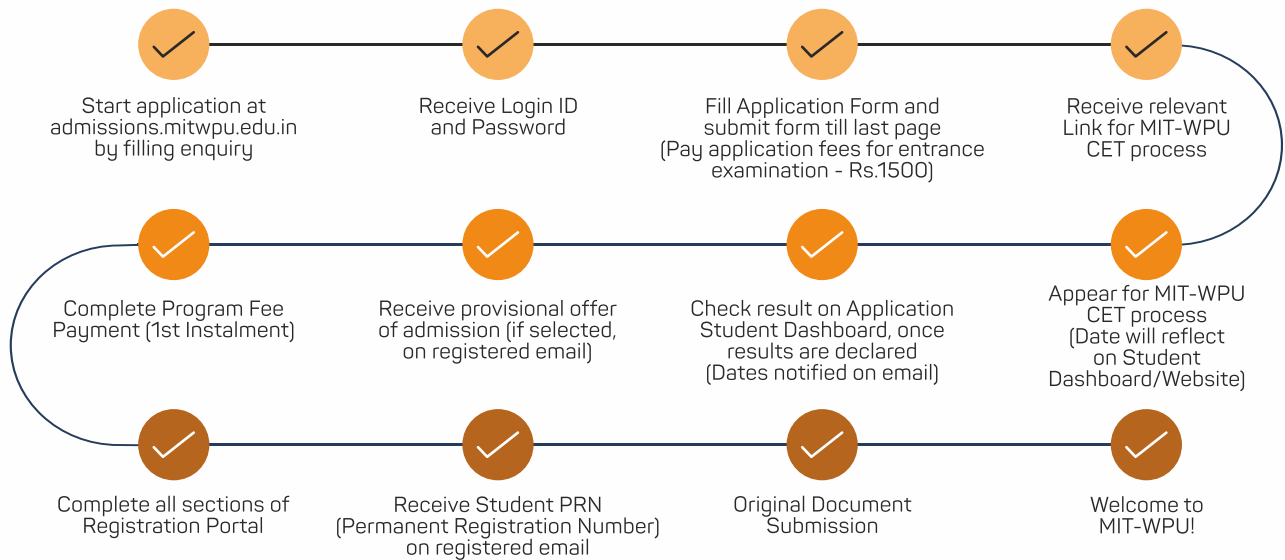 Start application at
admissions.mitwpu.edu.in
by filling enquiry
Receive Login ID
and Password
Fill Application Form and
submit form till last page
(Pay application fees for entrance
examination - Rs.1500)
Receive relevant
Link for MIT-WPU
CET process
Appear for MIT-WPU
CET process
(Date will reflect
on Student
Dashboard/Website)
Check result on Application
Student Dashboard, once
results are declared
(Dates notified on email)
Receive provisional offer
of admission (if selected,
on registered email)
Complete Program Fee
Payment (1st Instalment)
Complete all sections of
Registration Portal
Receive Student PRN
(Permanent Registration Number)
on registered email
Original Document
Submission
Welcome to
MIT-WPU!